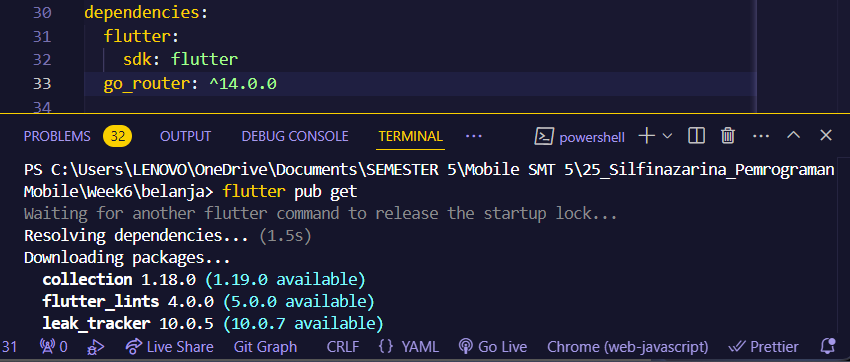 30 dependencies:
31 flutter:
32 sdk: flutter
33 go_router: ^14.0.0
34
PROBLEMS 32 OUTPUT DEBUG CONSOLE TERMINAL ... powershell
PS C:\Users\LENOVO\OneDrive\Documents\SEMESTER 5\Mobile SMT 5\25_Silfinazarina_Pemrograman
Mobile\Week6\belanja> flutter pub get
Waiting for another flutter command to release the startup lock...
Resolving dependencies... (1.5s)
Downloading packages...
collection 1.18.0 (1.19.0 available)
flutter_lints 4.0.0 (5.0.0 available)
leak_tracker 10.0.5 (10.0.7 available)
31 0 Live Share Git Graph CRLF {} YAML Go Live Chrome (web-javascript) Prettier